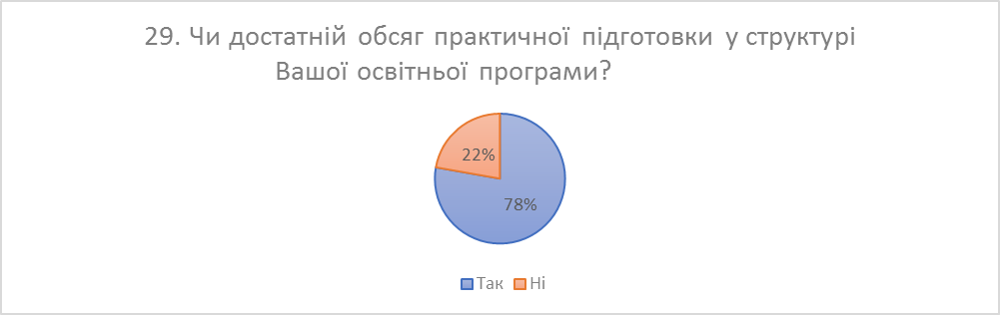 29. Чи достатній обсяг практичної підготовки у структурі
Вашої освітньої програми?
22%
78%
Так Ні